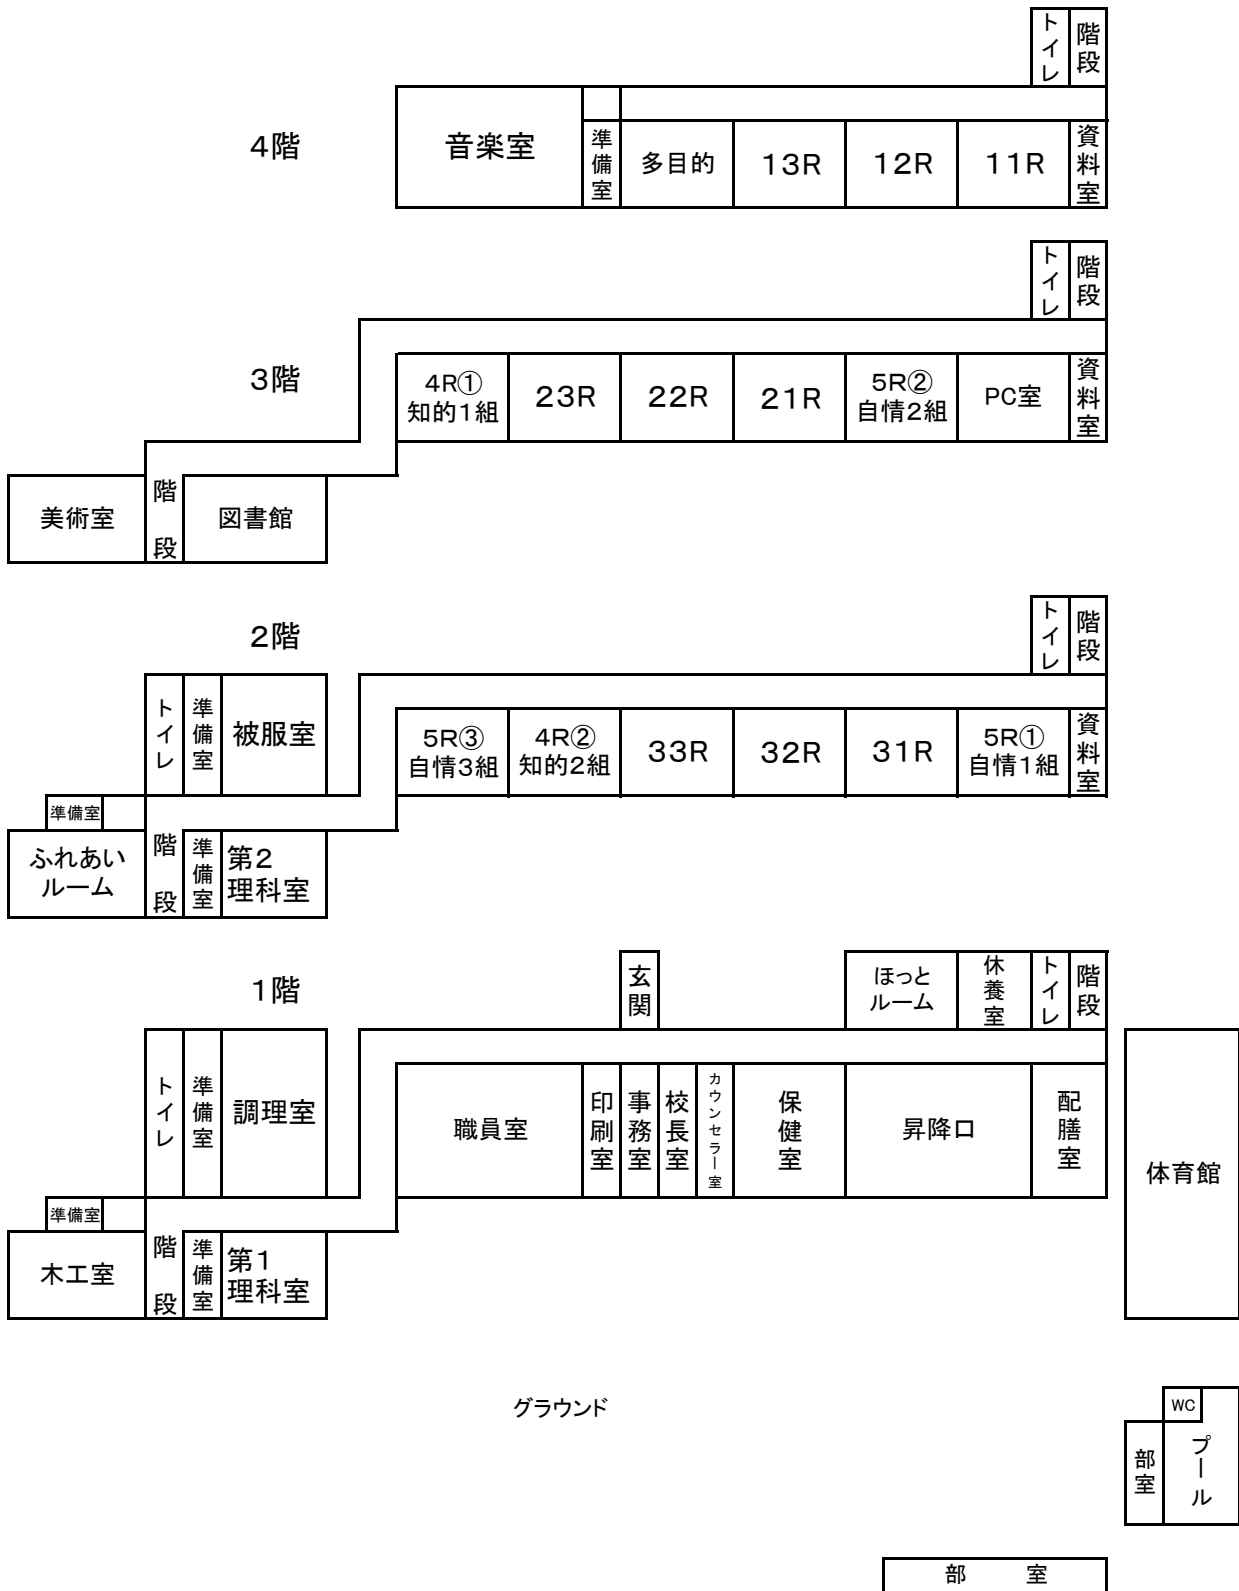 トイレ
階段
4階
音楽室
準備室
多目的
13R
12R
11R
資料室
トイレ
階段
3階
4R①
知的1組
23R
22R
21R
5R②
自情2組
PC室
資料室
美術室
階段
図書館
トイレ
階段
2階
トイレ
準備室
被服室
5R③
自情3組
4R②
知的2組
33R
32R
31R
5R①
自情1組
資料室
準備室
ふれあい
ルーム
階段
準備室
第2
理科室
1階
玄関
ほっと
ルーム
休養室
トイレ
階段
トイレ
準備室
調理室
職員室
印刷室
事務室
校長室
カウンセラー室
保健室
昇降口
配膳室
体育館
準備室
木工室
階段
準備室
第1
理科室
グラウンド
WC
部室
プール
部　室